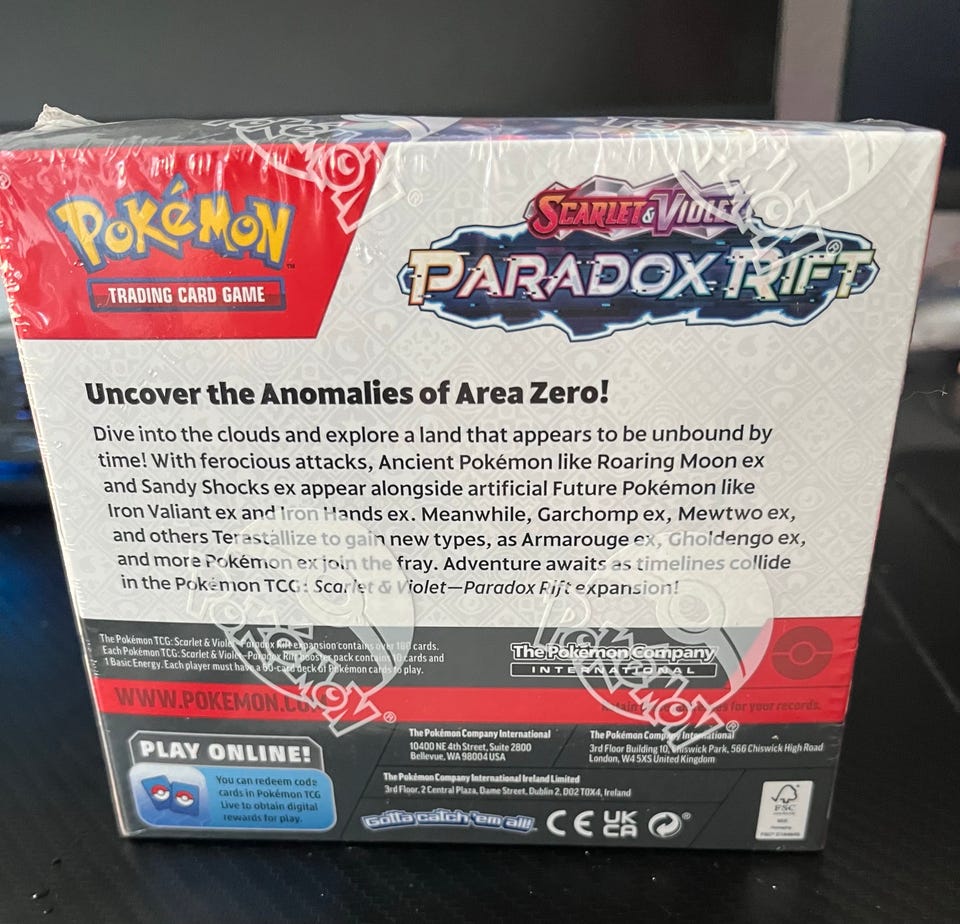 POKéMON
TRADING CARD GAME
SCARLET & VIOLET
PARADOX RIFT
Uncover the Anomalies of Area Zero!
Dive into the clouds and explore a land that appears to be unbound by
time! With ferocious attacks, Ancient Pokémon like Roaring Moon ex
and Sandy Shocks ex appear alongside artificial Future Pokémon like
Iron Valiant ex and Iron Hands ex. Meanwhile, Garchomp ex, Mewtwo ex,
and others Terastallize to gain new types, as Armarouge ex, Gholdengo ex,
and more Pokémon ex join the fray. Adventure awaits as timelines collide
in the Pokémon TCG: Scarlet & Violet—Paradox Rift expansion!
The Pokémon TCG: Scarlet & Violet—Paradox Rift expansion contains over 180 cards.
Each Pokémon TCG: Scarlet & Violet—Paradox Rift booster pack contains 10 cards and
1 Basic Energy. Each player must have a 60-card deck of Pokémon cards to play.
The Pokémon Company
INTERNATIONAL
WWW.POKEMON.COM
for your records.
PLAY ONLINE!
You can redeem code
cards in Pokémon TCG
Live to obtain digital
rewards for play.
The Pokémon Company International
10400 NE 4th Street, Suite 2800
Bellevue, WA 98004 USA
The Pokémon Company International
3rd Floor Building 10, Chiswick Park, 566 Chiswick High Road
London, W4 5XS United Kingdom
The Pokémon Company International Ireland Limited
3rd Floor, 2 Central Plaza, Dame Street, Dublin 2, D02 T0X4, Ireland
Gotta catch 'em all!
CE
UK
CA
FSC
POKéMON
POKéMON
POKéMON
POKéMON